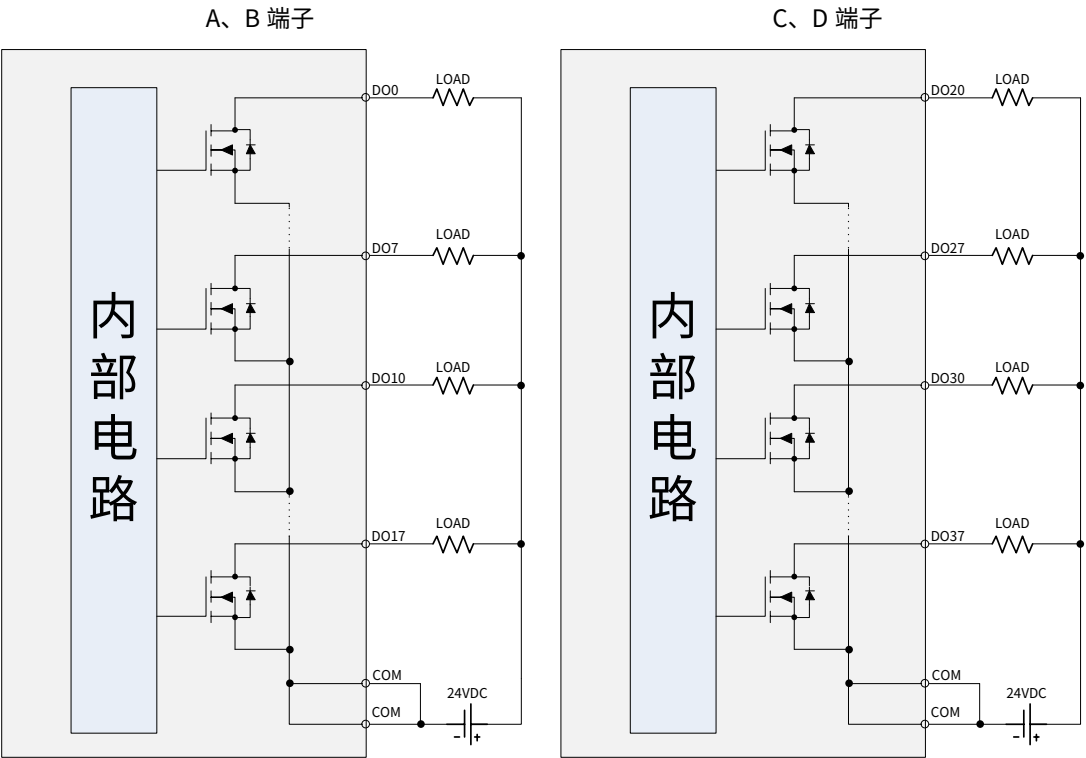 A、B 端子
LOAD
DO0
LOAD
DO7
LOAD
DO10
LOAD
DO17
内
部
电
路
COM
COM
24VDC
- +
C、D 端子
LOAD
DO20
LOAD
DO27
LOAD
DO30
LOAD
DO37
内
部
电
路
COM
COM
24VDC
- +